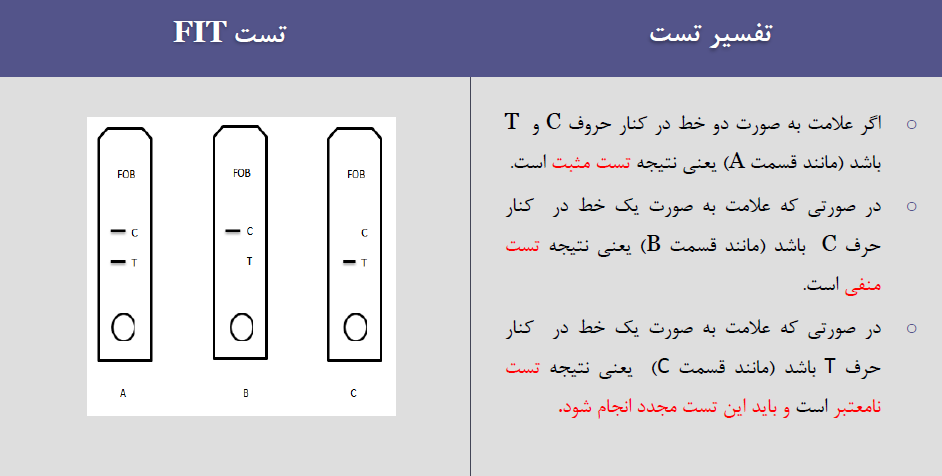 تفسیر تست
تست FIT
اگر علامت به صورت دو خط در کنار حروف C و T
باشد (مانند قسمت A) یعنی نتیجه تست مثبت است.
در صورتی که علامت به صورت یک خط در کنار
حرف C باشد (مانند قسمت B) یعنی نتیجه تست
منفی است.
در صورتی که علامت به صورت یک خط در کنار
حرف T باشد (مانند قسمت C) یعنی نتیجه تست
نامعتبر است و باید این تست مجدد انجام شود.
FOB
C
T
A
FOB
C
T
B
FOB
C
T
C